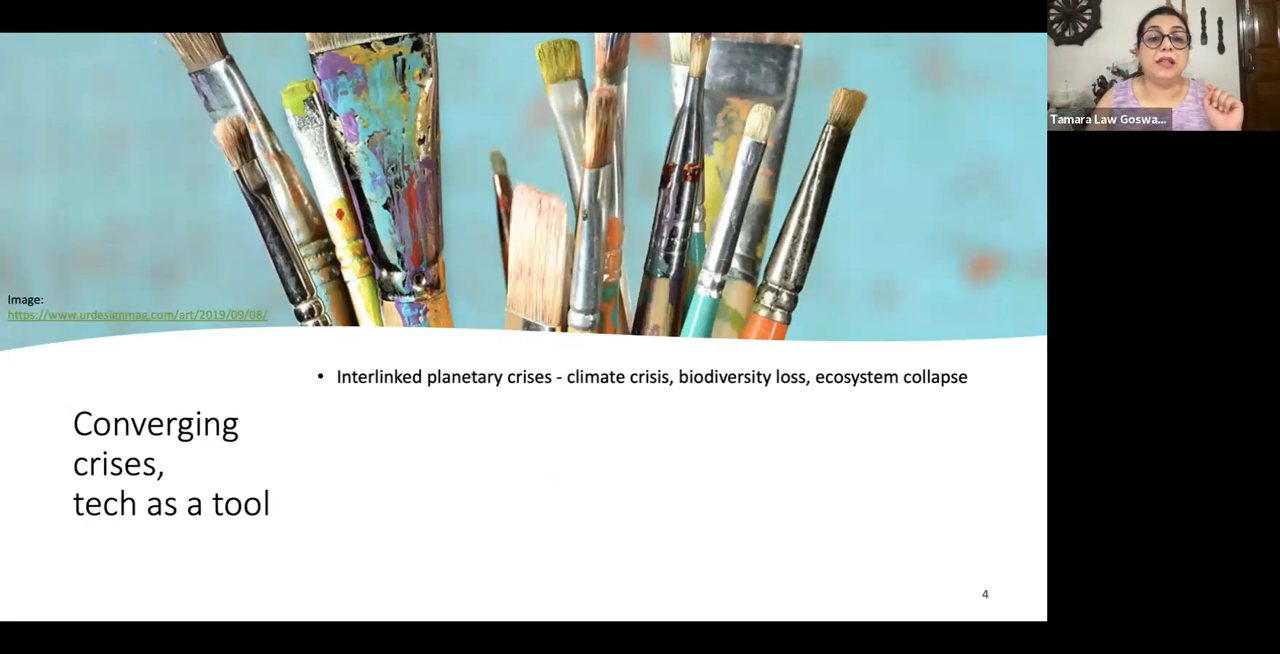 Tamara Law Goswa...
Image:
https://www.urdesignmag.com/art/2019/09/08/
• Interlinked planetary crises - climate crisis, biodiversity loss, ecosystem collapse
Converging
crises,
tech as a tool
4